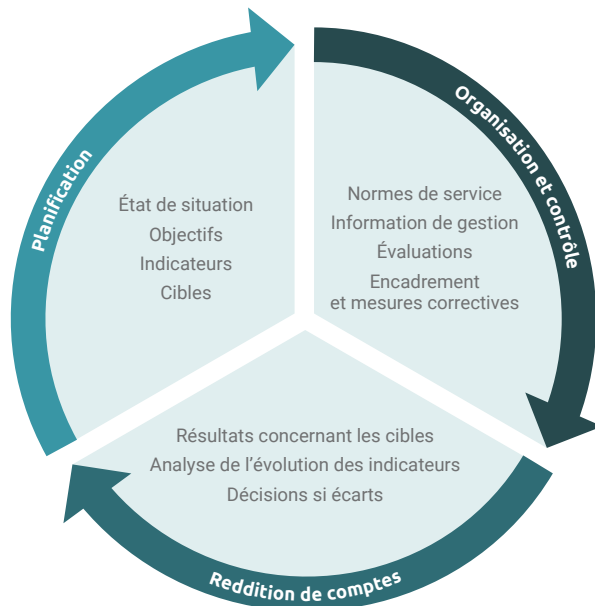 Planification
État de situation
Objectifs
Indicateurs
Cibles
Organisation et contrôle
Normes de service
Information de gestion
Évaluations
Encadrement
et mesures correctives
Résultats concernant les cibles
Analyse de l’évolution des indicateurs
Décisions si écarts
Reddition de comptes